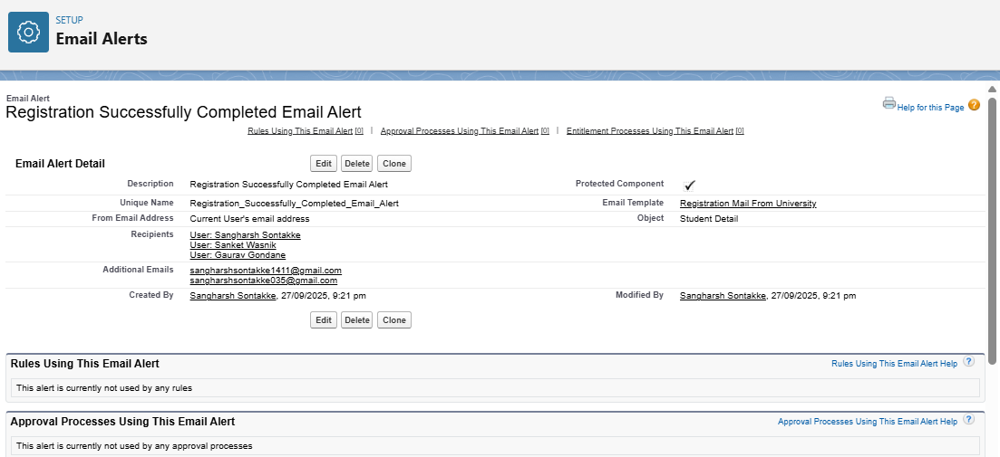 SETUP
Email Alerts
Email Alert
Registration Successfully Completed Email Alert
Help for this Page ?
Rules Using This Email Alert [0] | Approval Processes Using This Email Alert [0] | Entitlement Processes Using This Email Alert [0]
Email Alert Detail Edit Delete Clone
Description Registration Successfully Completed Email Alert Protected Component ✓
Unique Name Registration_Successfully_Completed_Email_Alert Email Template Registration Mail From University
From Email Address Current User's email address Object Student Detail
Recipients User: Sangharsh Sontakke
User: Sanket Wasnik
User: Gaurav Gondane
Additional Emails sangharshsontakke1411@gmail.com
sangharshsontakke035@gmail.com
Created By Sangharsh Sontakke, 27/09/2025, 9:21 pm Modified By Sangharsh Sontakke, 27/09/2025, 9:21 pm
Edit Delete Clone
Rules Using This Email Alert Rules Using This Email Alert Help ?
This alert is currently not used by any rules
Approval Processes Using This Email Alert Approval Processes Using This Email Alert Help ?
This alert is currently not used by any approval processes